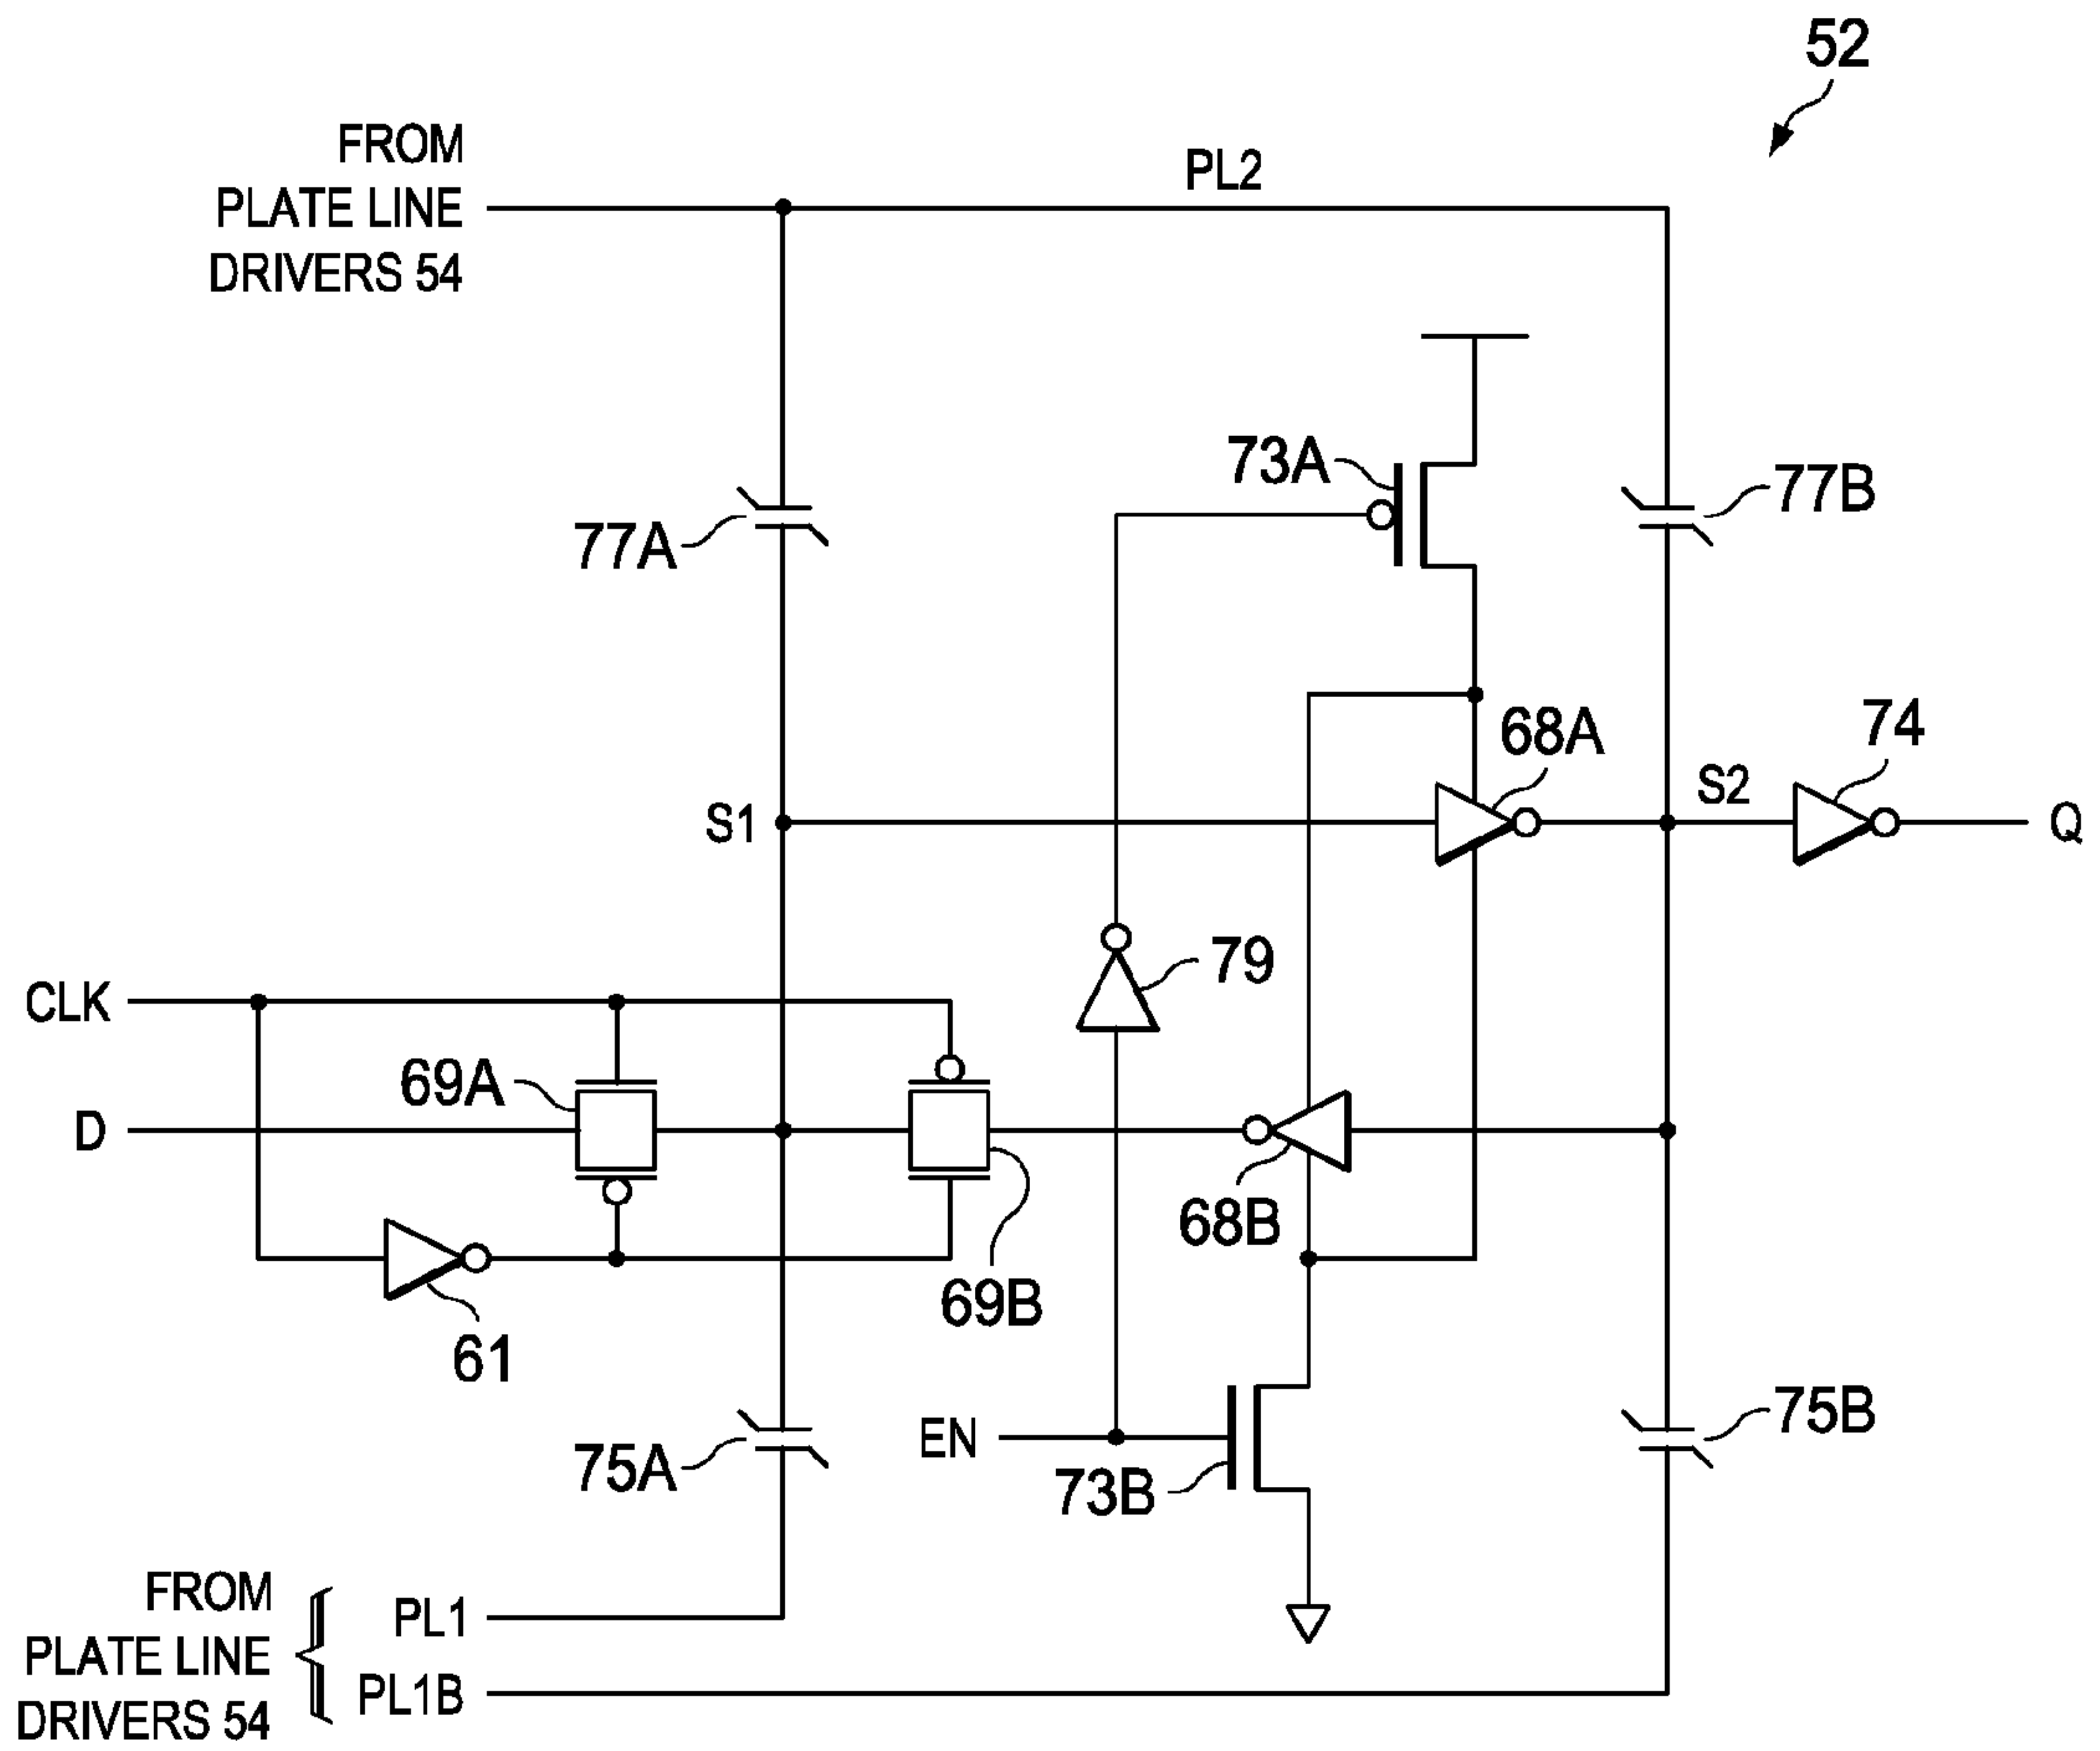 52
FROM
PLATE LINE
DRIVERS 54
PL2
73A
77B
77A
68A
74
S1
S2
Q
79
CLK
69A
D
68B
69B
61
75B
EN
75A
73B
FROM
PLATE LINE
DRIVERS 54
PL1
PL1B